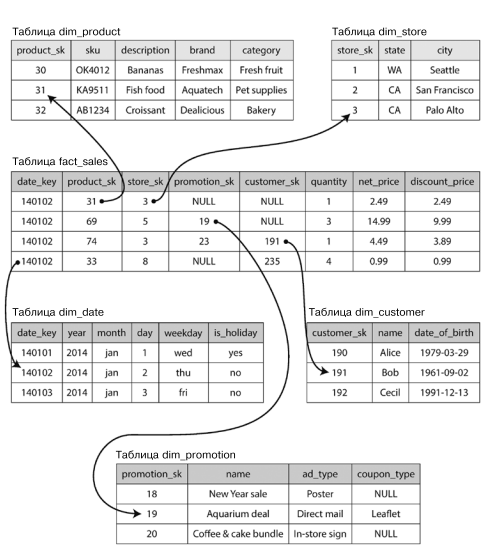 Таблица dim_product
product_sk sku description brand category
30 OK4012 Bananas Freshmax Fresh fruit
31 KA9511 Fish food Aquatech Pet supplies
32 AB1234 Croissant Dealicious Bakery
Таблица dim_store
store_sk state city
1 WA Seattle
2 CA San Francisco
3 CA Palo Alto
Таблица fact_sales
date_key product_sk store_sk promotion_sk customer_sk quantity net_price discount_price
140102 31 3 NULL NULL 1 2.49 2.49
140102 69 5 19 NULL 3 14.99 9.99
140102 74 3 23 191 1 4.49 3.89
140102 33 8 NULL 235 4 0.99 0.99
Таблица dim_date
date_key year month day weekday is_holiday
140101 2014 jan 1 wed yes
140102 2014 jan 2 thu no
140103 2014 jan 3 fri no
Таблица dim_customer
customer_sk name date_of_birth
190 Alice 1979-03-29
191 Bob 1961-09-02
192 Cecil 1991-12-13
Таблица dim_promotion
promotion_sk name ad_type coupon_type
18 New Year sale Poster NULL
19 Aquarium deal Direct mail Leaflet
20 Coffee & cake bundle In-store sign NULL